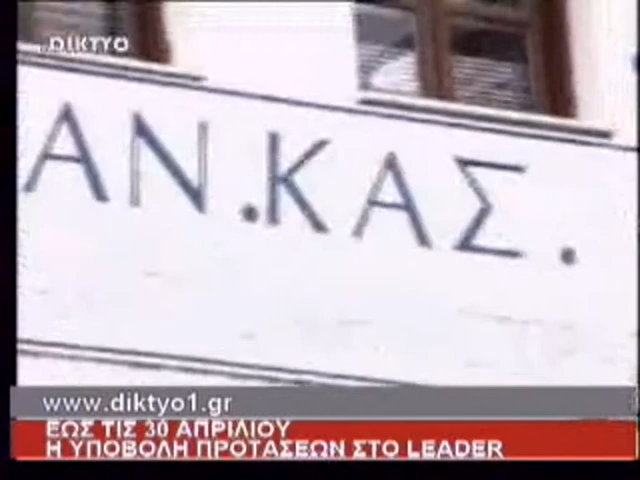 ΔΙΚΤΥΟ
ΑΝ.ΚΑΣ.
www.diktyo1.gr
ΕΩΣ ΤΙΣ 30 ΑΠΡΙΛΙΟΥ
Η ΥΠΟΒΟΛΗ ΠΡΟΤΑΣΕΩΝ ΣΤΟ LEADER